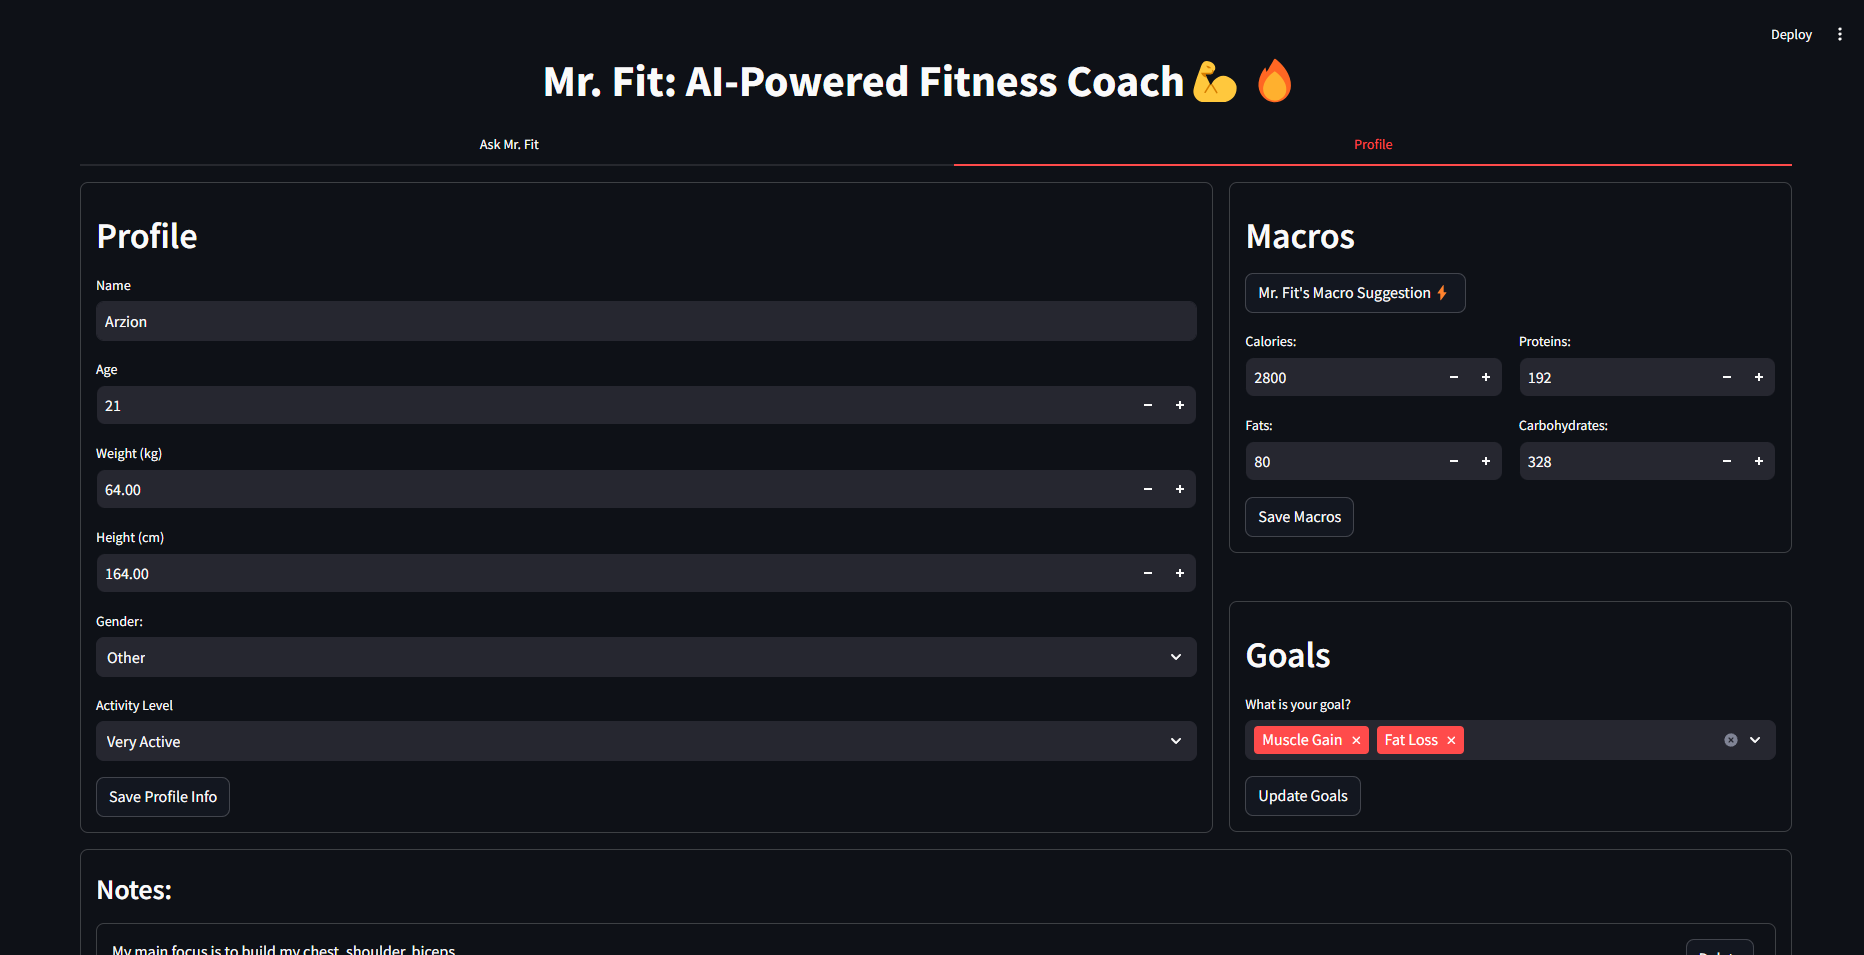 Deploy
Mr. Fit: AI-Powered Fitness Coach💪 🔥
Ask Mr. Fit
Profile
Profile
Name
Arzion
Age
21
Weight (kg)
64.00
Height (cm)
164.00
Gender:
Other
Activity Level
Very Active
Save Profile Info
Macros
Mr. Fit's Macro Suggestion⚡
Calories:
2800
Proteins:
192
Fats:
80
Carbohydrates:
328
Save Macros
Goals
What is your goal?
Muscle Gain
Fat Loss
Update Goals
Notes:
My main focus is to build my chest, shoulder, biceps